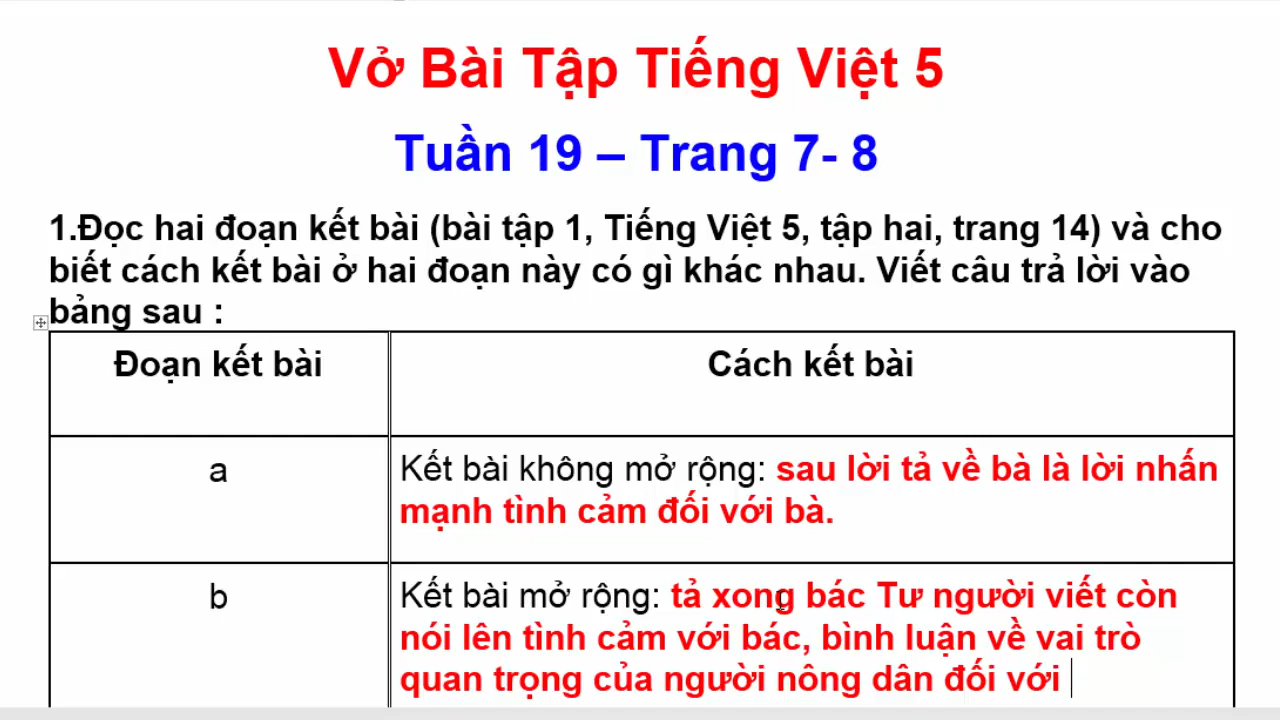 Vở Bài Tập Tiếng Việt 5
Tuần 19 – Trang 7- 8
1.Đọc hai đoạn kết bài (bài tập 1, Tiếng Việt 5, tập hai, trang 14) và cho
biết cách kết bài ở hai đoạn này có gì khác nhau. Viết câu trả lời vào
bảng sau :
Đoạn kết bài
Cách kết bài
a
Kết bài không mở rộng: sau lời tả về bà là lời nhấn
mạnh tình cảm đối với bà.
b
Kết bài mở rộng: tả xong bác Tư người viết còn
nói lên tình cảm với bác, bình luận về vai trò
quan trọng của người nông dân đối với